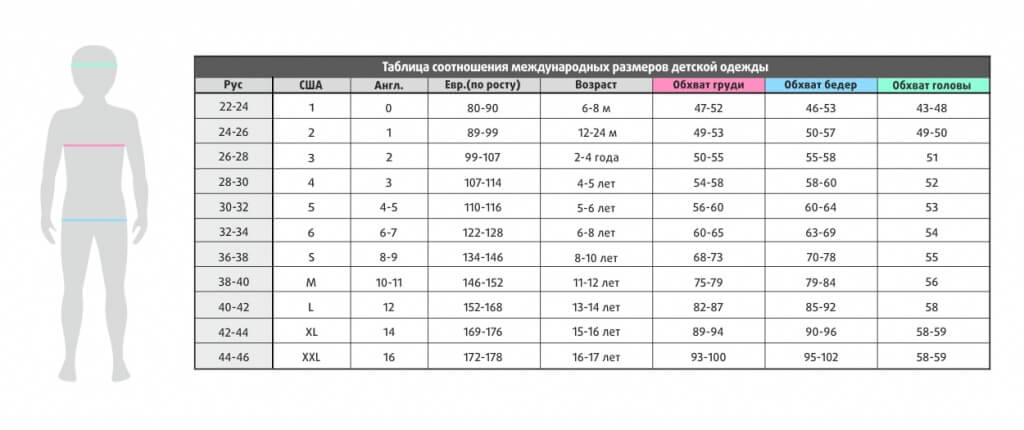 Таблица соотношения международных размеров детской одежды
Рус США Англ. Евр.(по росту) Возраст Обхват груди Обхват бедер Обхват головы
22-24 1 0 80-90 6-8 м 47-52 46-53 43-48
24-26 2 1 89-99 12-24 м 49-53 50-57 49-50
26-28 3 2 99-107 2-4 года 50-55 55-58 51
28-30 4 3 107-114 4-5 лет 54-58 58-60 52
30-32 5 4-5 110-116 5-6 лет 56-60 60-64 53
32-34 6 6-7 122-128 6-8 лет 60-65 63-69 54
36-38 S 8-9 134-146 8-10 лет 68-73 70-78 55
38-40 M 10-11 146-152 11-12 лет 75-79 79-84 56
40-42 L 12 152-168 13-14 лет 82-87 85-92 58
42-44 XL 14 169-176 15-16 лет 89-94 90-96 58-59
44-46 XXL 16 172-178 16-17 лет 93-100 95-102 58-59